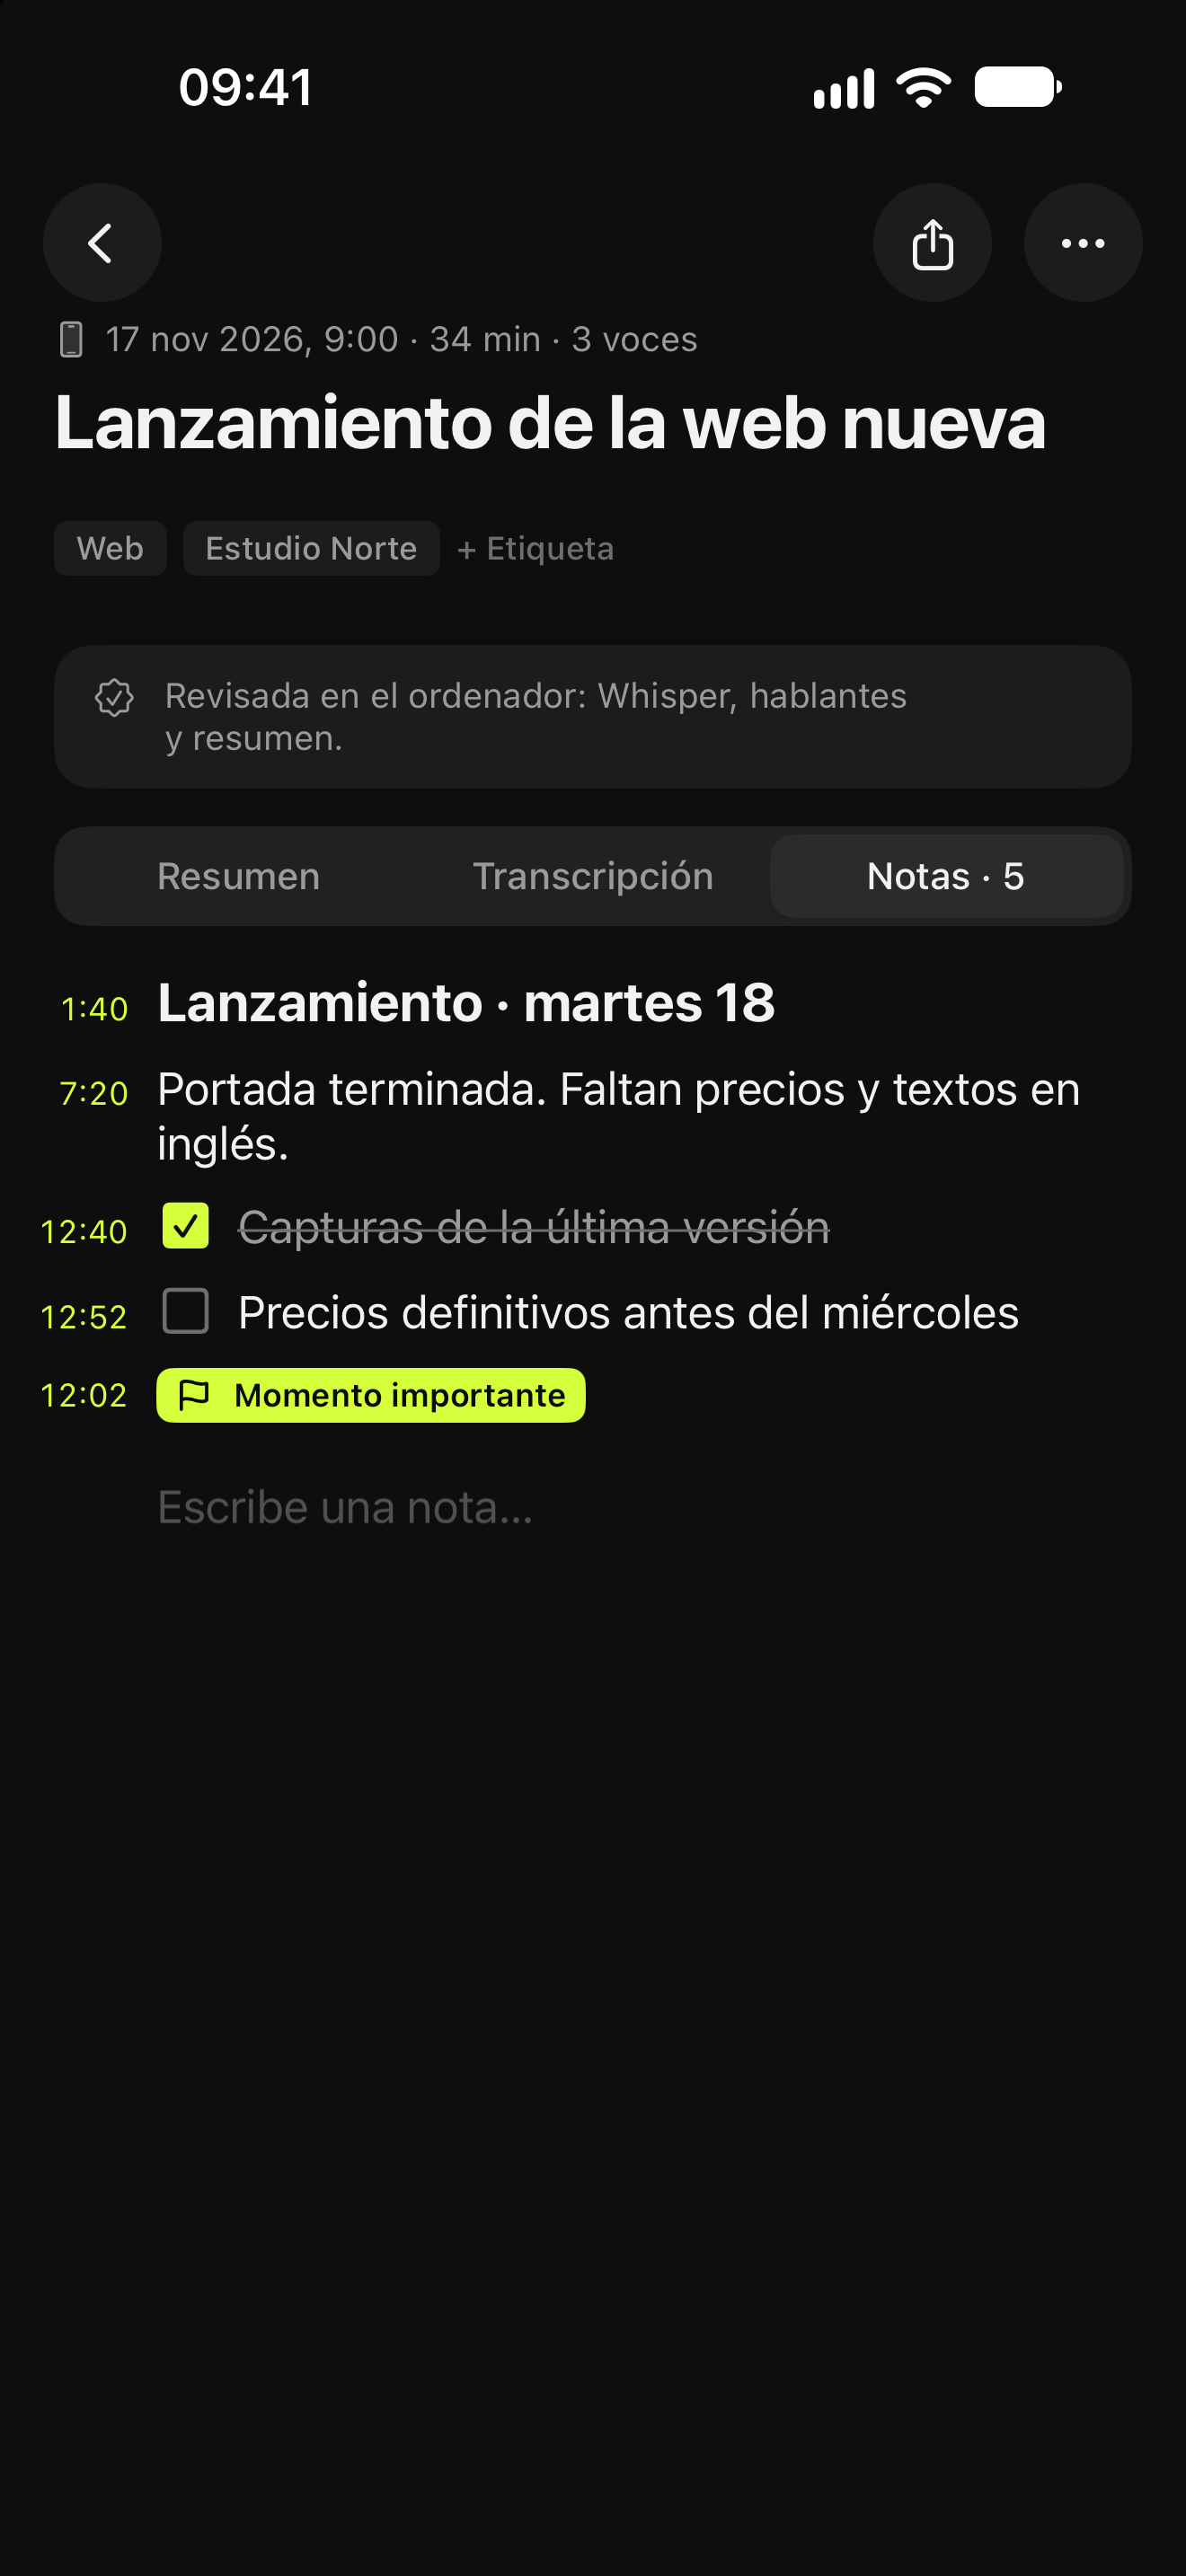 09:41
17 nov 2026, 9:00 · 34 min · 3 voces
Lanzamiento de la web nueva
Web Estudio Norte + Etiqueta
Revisada en el ordenador: Whisper, hablantes
y resumen.
Resumen Transcripción Notas · 5
1:40 Lanzamiento · martes 18
7:20 Portada terminada. Faltan precios y textos en
inglés.
12:40 Capturas de la última versión
12:52 Precios definitivos antes del miércoles
12:02 Momento importante
Escribe una nota...